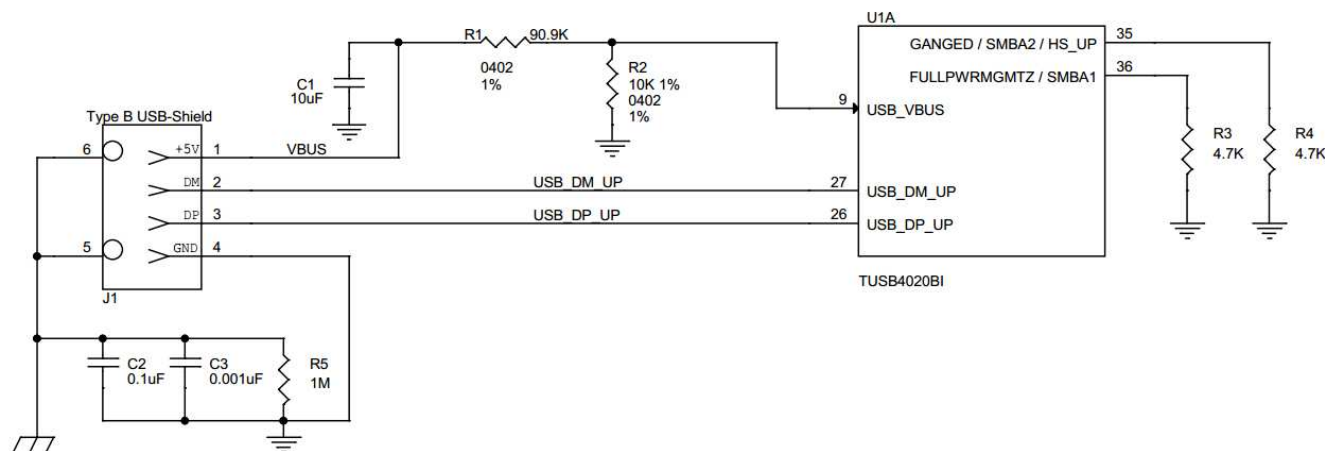 U1A
R1 90.9K
0402
1%
C1
10uF
R2
10K 1%
0402
1%
GANGED / SMBA2 / HS_UP
35
FULLPWRMGMTZ / SMBA1
36
9
USB_VBUS
R3
4.7K
R4
4.7K
Type B USB-Shield
6
+5V
1
VBUS
DM
2
USB_DM_UP
27
USB_DM_UP
DP
3
USB_DP_UP
26
USB_DP_UP
5
GND
4
J1
TUSB4020BI
C2
0.1uF
C3
0.001uF
R5
1M